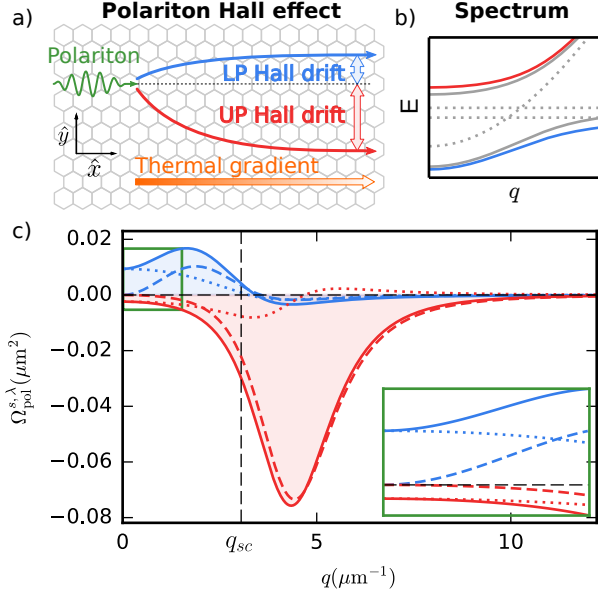 a) Polariton Hall effect
Polariton
LP Hall drift
UP Hall drift
ŷ
x̂
Thermal gradient
b) Spectrum
E
q
c)
0.02
0.00
−0.02
−0.04
−0.06
−0.08
Ω_pol^{s,λ}(μm²)
0
q_sc
5
10
q(μm⁻¹)